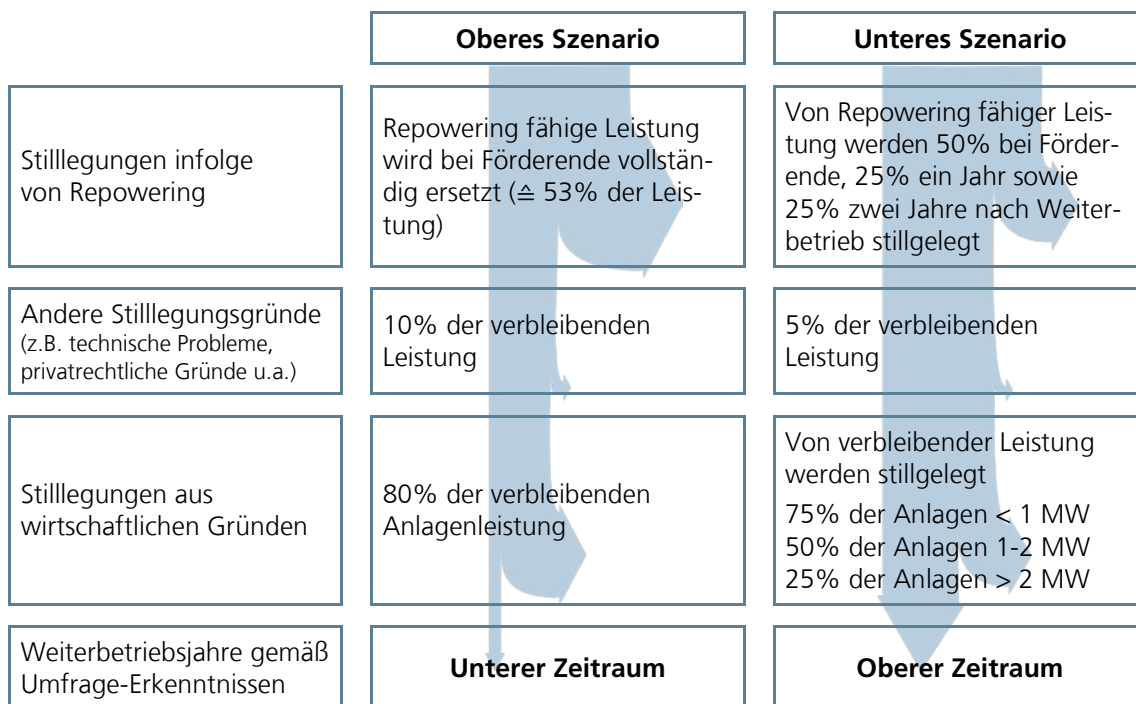 Oberes Szenario
Unteres Szenario
Stilllegungen infolge
von Repowering
Repowering fähige Leistung
wird bei Förderende vollstän-
dig ersetzt (≙ 53% der Leis-
tung)
Von Repowering fähiger Leis-
tung werden 50% bei Förder-
ende, 25% ein Jahr sowie
25% zwei Jahre nach Weiter-
betrieb stillgelegt
Andere Stilllegungsgründe
(z.B. technische Probleme,
privatrechtliche Gründe u.a.)
10% der verbleibenden
Leistung
5% der verbleibenden
Leistung
Stilllegungen aus
wirtschaftlichen Gründen
80% der verbleibenden
Anlagenleistung
Von verbleibender Leistung
werden stillgelegt
75% der Anlagen < 1 MW
50% der Anlagen 1-2 MW
25% der Anlagen > 2 MW
Weiterbetriebsjahre gemäß
Umfrage-Erkenntnissen
Unterer Zeitraum
Oberer Zeitraum